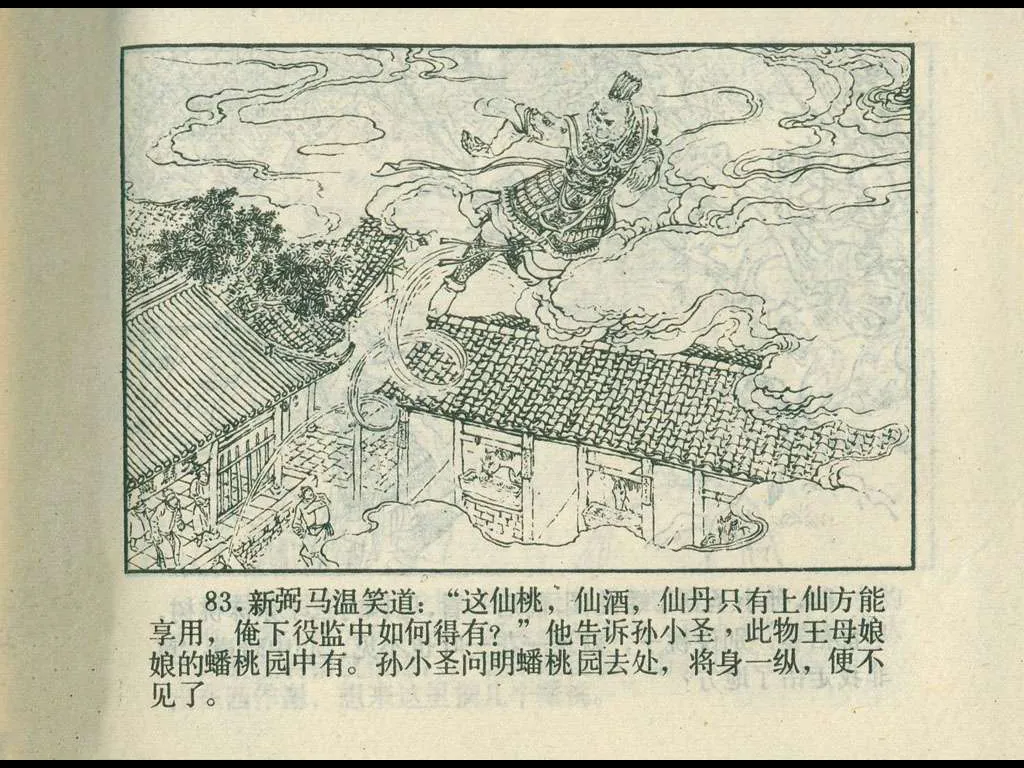 83.新弼马温笑道：“这仙桃，仙酒，仙丹只有上仙方能
享用，俺下役监中如何得有？”他告诉孙小圣，此物王母娘
娘的蟠桃园中有。孙小圣问明蟠桃园去处，将身一纵，便不
见了。